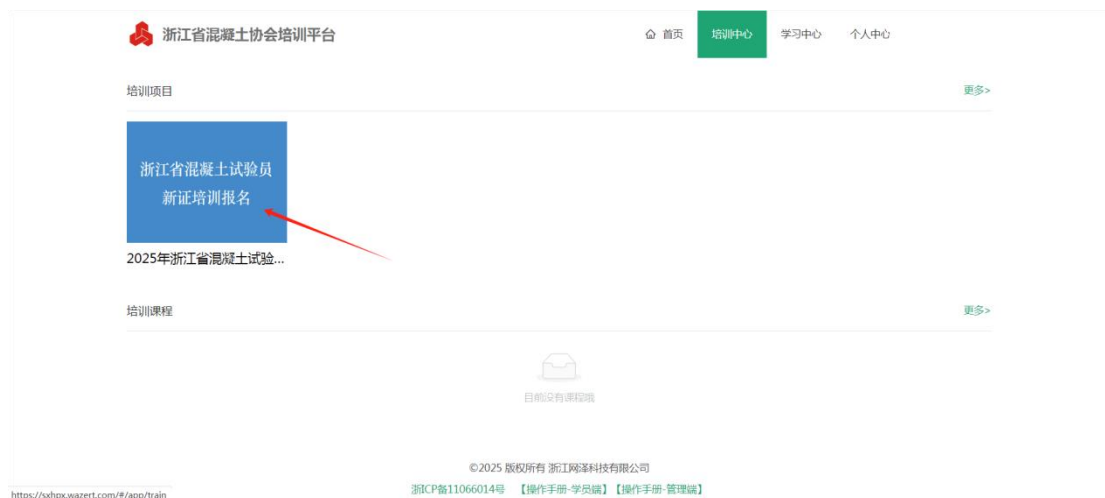 浙江省混凝土协会培训平台
首页 培训中心 学习中心 个人中心
培训项目 更多>
浙江省混凝土试验员
新证培训报名
2025年浙江省混凝土试验...
培训课程 更多>
目前没有课程哦
©2025 版权所有 浙江网泽科技有限公司
浙ICP备11066014号 【操作手册-学员端】【操作手册-管理端】
https://sxhpx.wazert.com/#/app/train